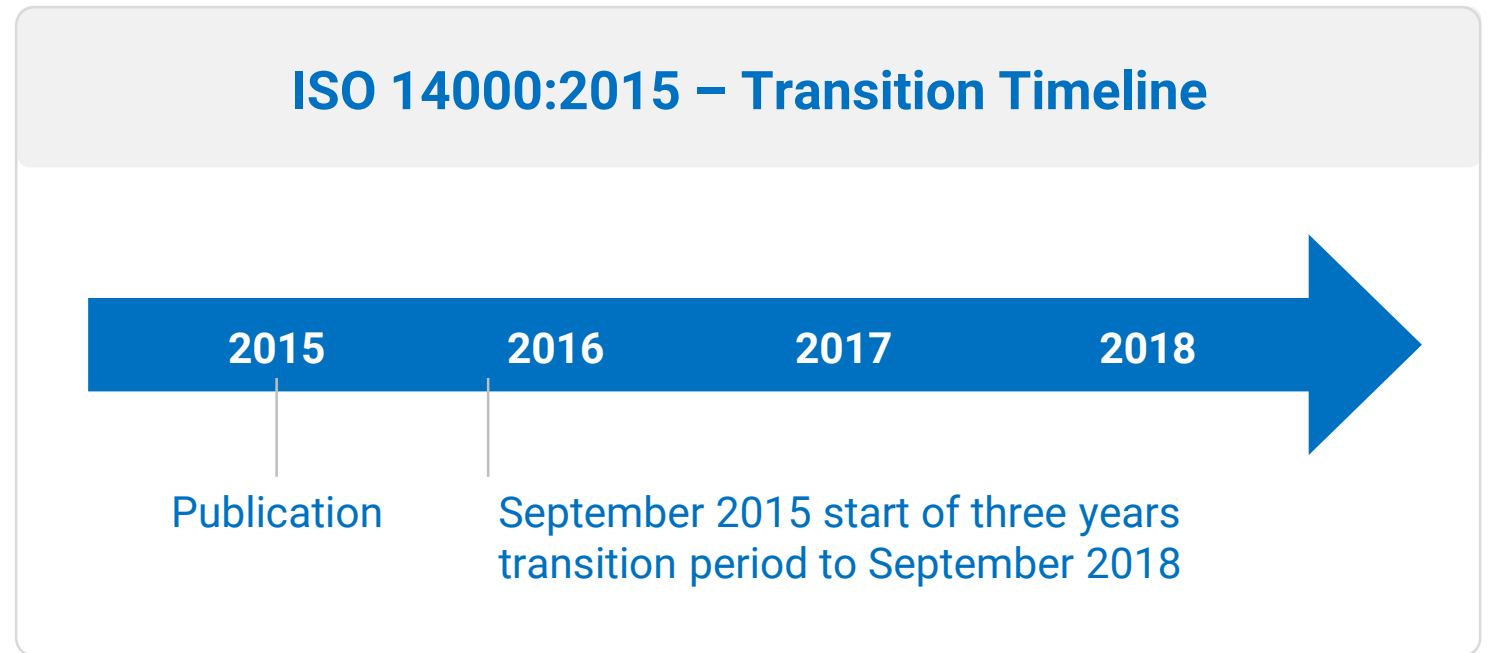 ISO 14000:2015 – Transition Timeline
2015 2016 2017 2018
Publication
September 2015 start of three years
transition period to September 2018